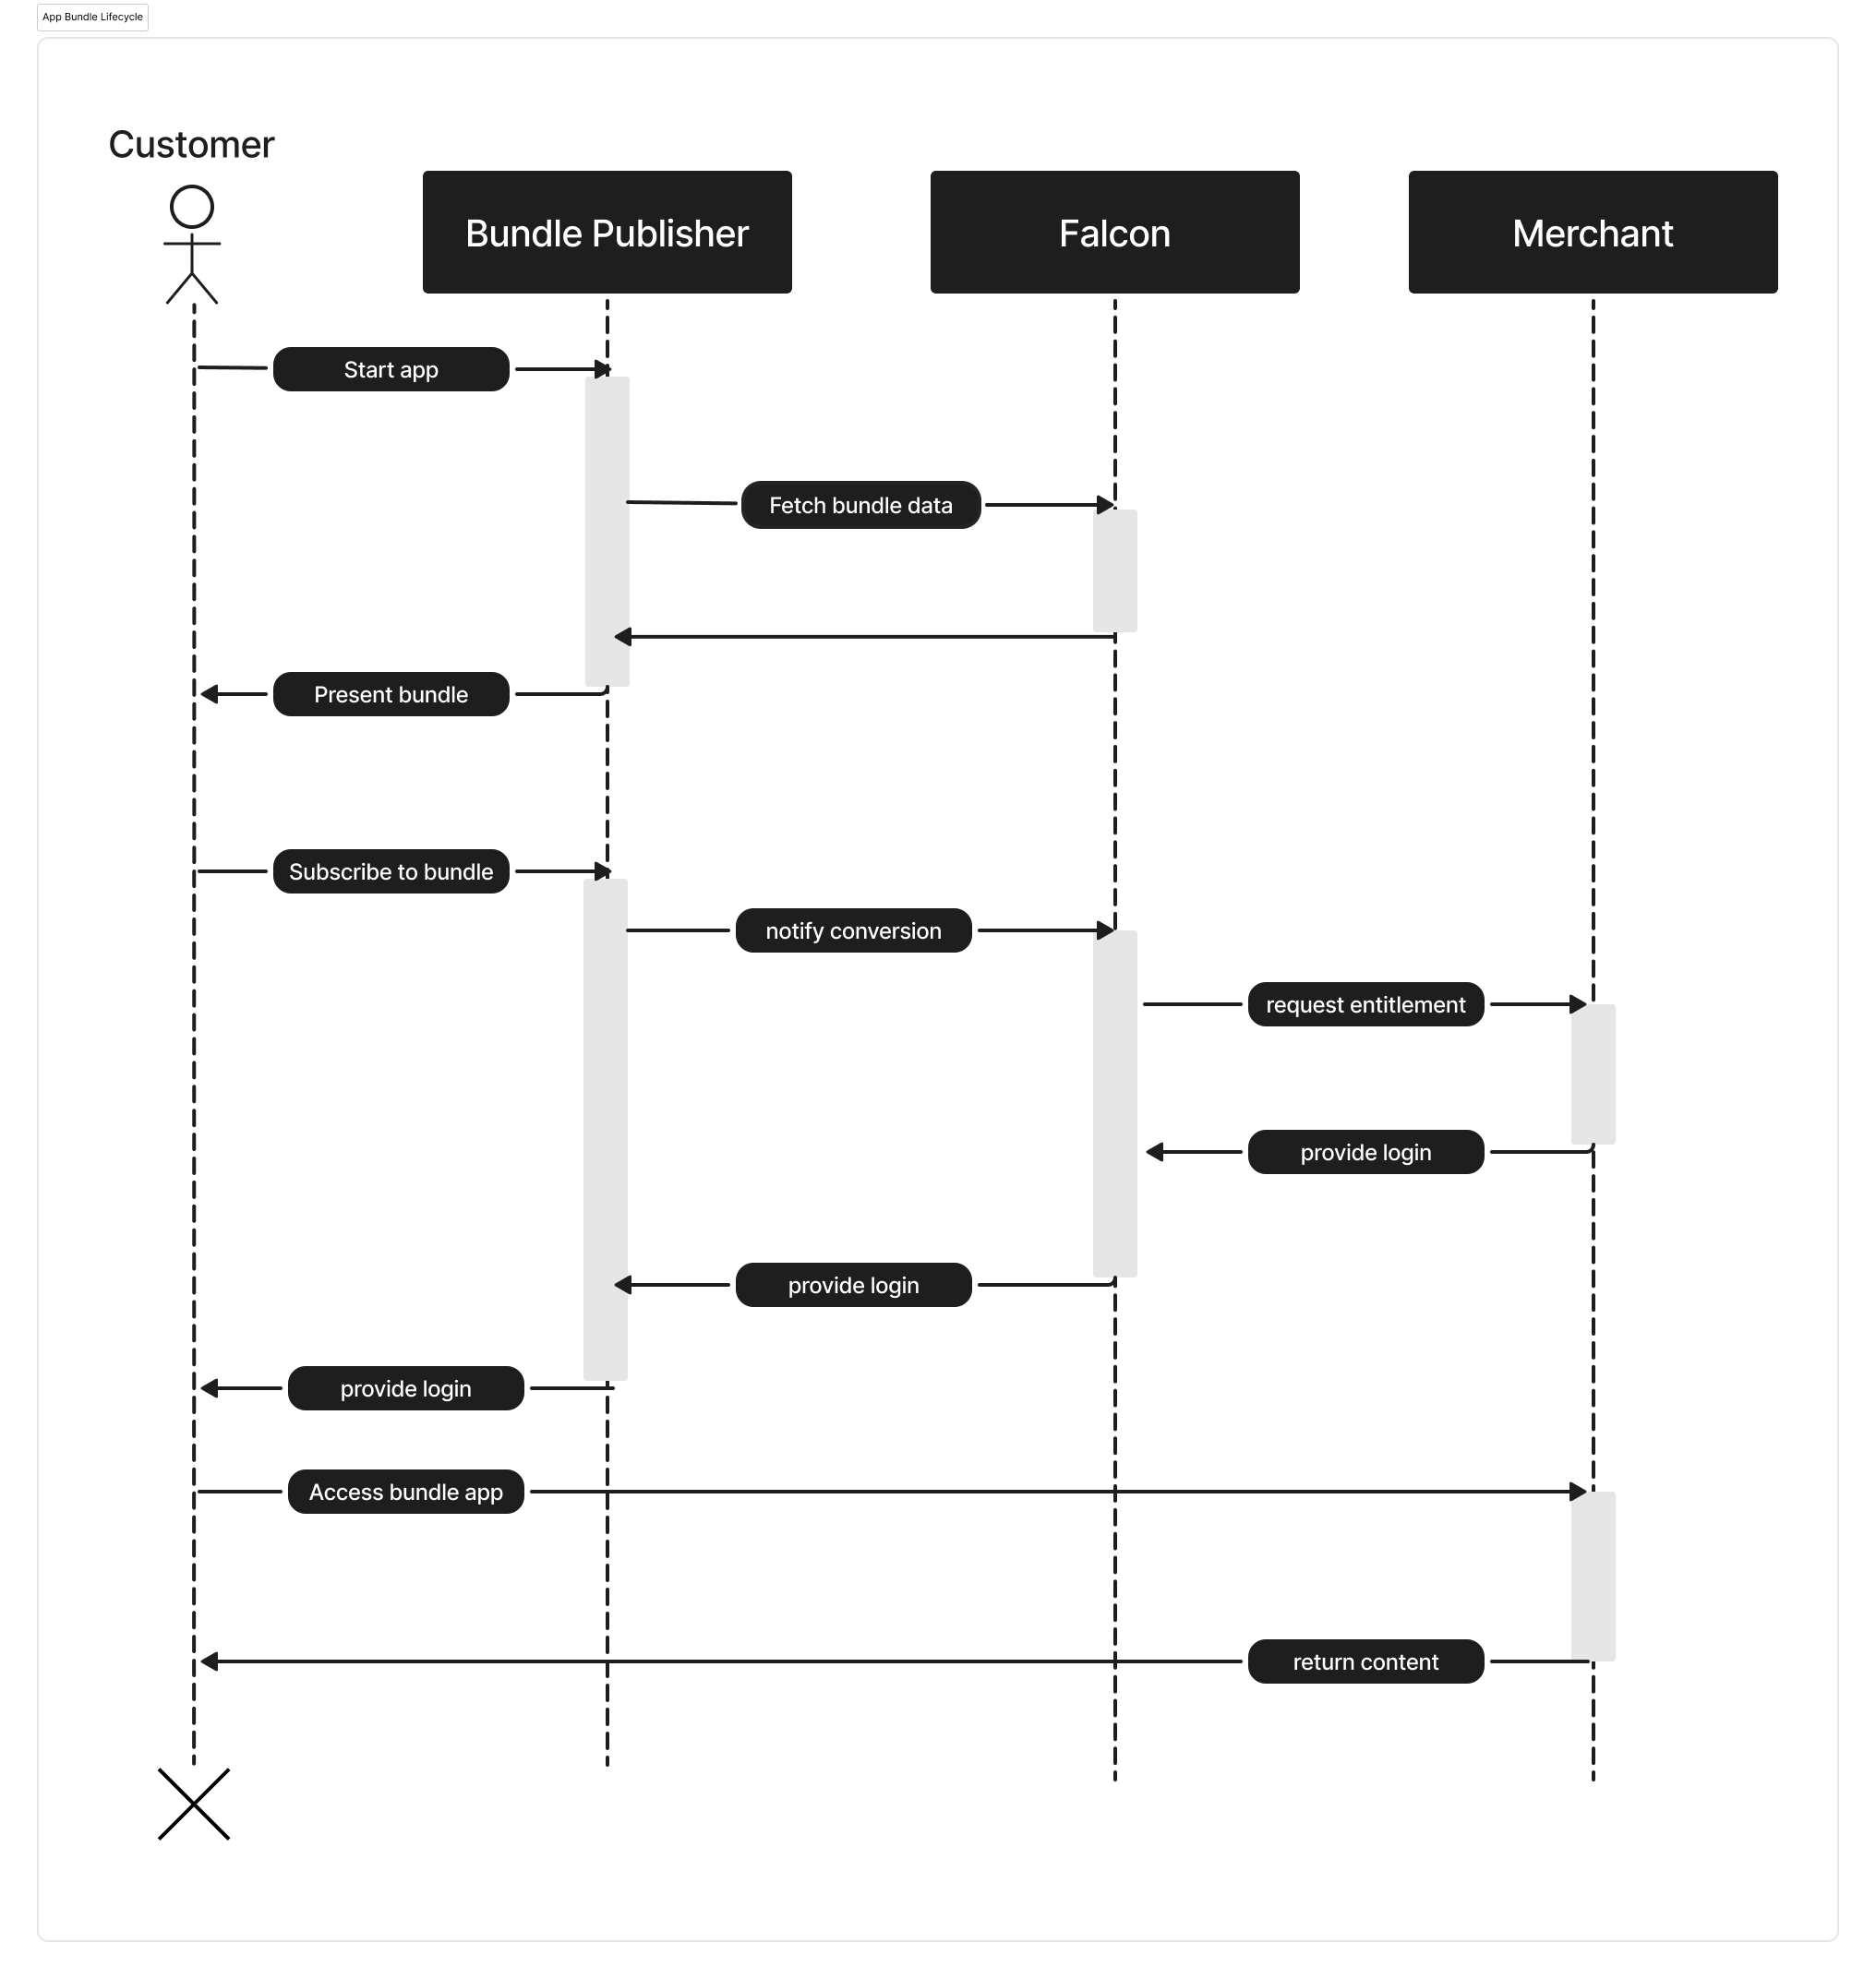 App Bundle Lifecycle
Customer
Bundle Publisher
Falcon
Merchant
Start app
Fetch bundle data
Present bundle
Subscribe to bundle
notify conversion
request entitlement
provide login
provide login
provide login
Access bundle app
return content